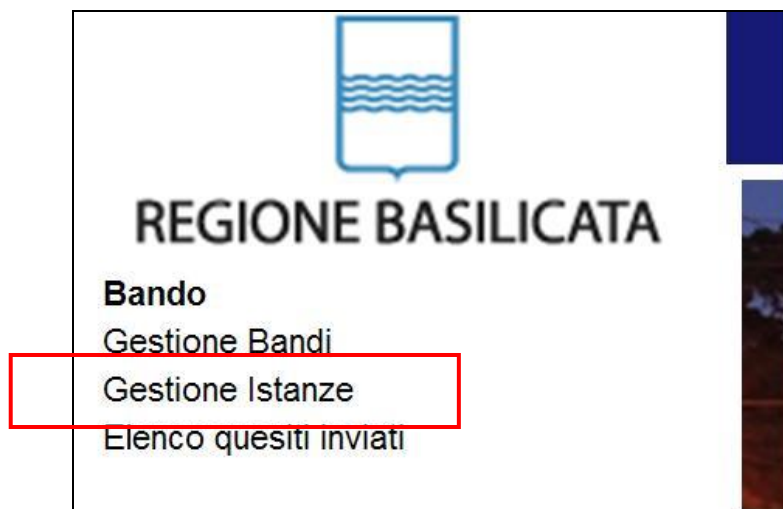 REGIONE BASILICATA
Bando
Gestione Bandi
Gestione Istanze
Elenco quesiti inviati